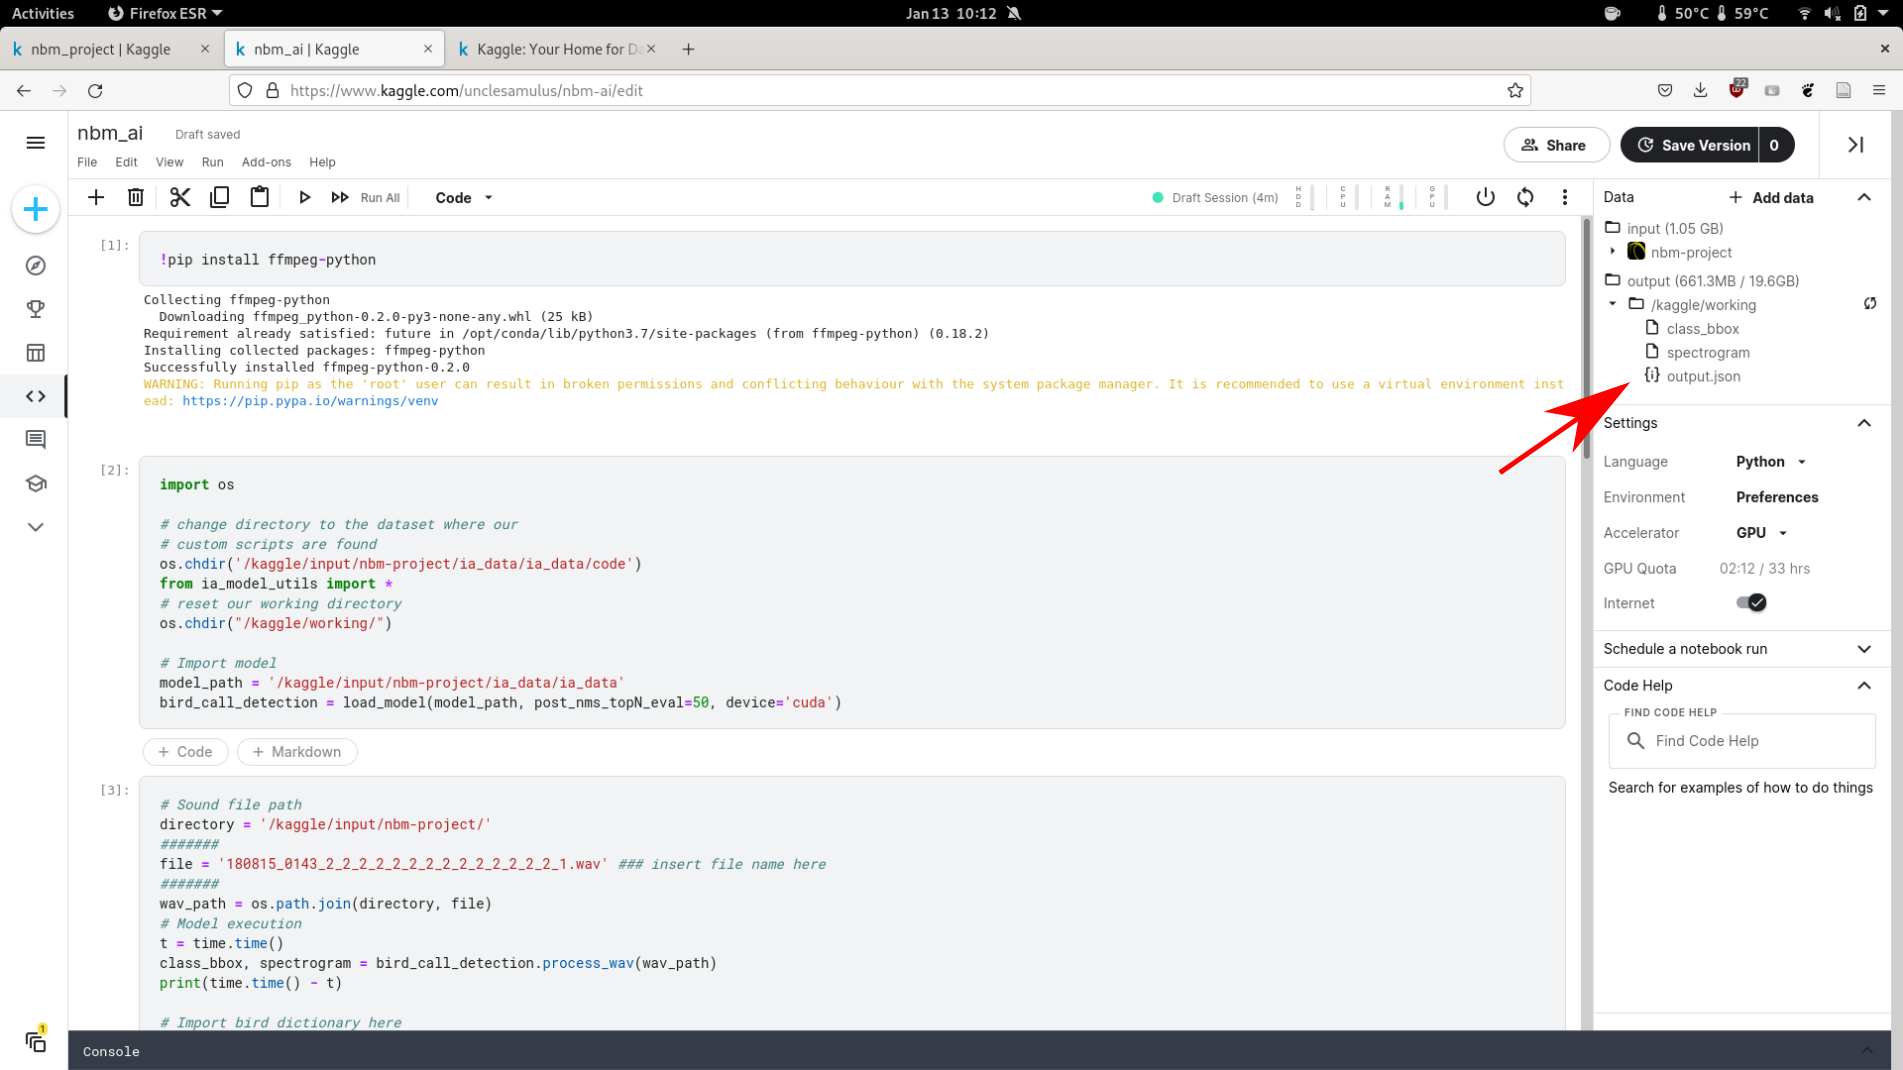 Activities
Firefox ESR
Jan 13 10:12
50°C
59°C
nbm_project | Kaggle
nbm_ai | Kaggle
Kaggle: Your Home for Da
https://www.kaggle.com/unclesamulus/nbm-ai/edit
22
nbm_ai
Draft saved
Share
Save Version
0
File
Edit
View
Run
Add-ons
Help
Run All
Code
Draft Session (4m)
HDD
CPU
RAM
GPU
[1]:
!pip install ffmpeg-python
Collecting ffmpeg-python
Downloading ffmpeg_python-0.2.0-py3-none-any.whl (25 kB)
Requirement already satisfied: future in /opt/conda/lib/python3.7/site-packages (from ffmpeg-python) (0.18.2)
Installing collected packages: ffmpeg-python
Successfully installed ffmpeg-python-0.2.0
WARNING: Running pip as the 'root' user can result in broken permissions and conflicting behaviour with the system package manager. It is recommended to use a virtual environment inst
ead: https://pip.pypa.io/warnings/venv
[2]:
import os
# change directory to the dataset where our
# custom scripts are found
os.chdir('/kaggle/input/nbm-project/ia_data/ia_data/code')
from ia_model_utils import *
# reset our working directory
os.chdir("/kaggle/working/")
# Import model
model_path = '/kaggle/input/nbm-project/ia_data/ia_data'
bird_call_detection = load_model(model_path, post_nms_topN_eval=50, device='cuda')
+ Code
+ Markdown
[3]:
# Sound file path
directory = '/kaggle/input/nbm-project/'
#######
file = '180815_0143_2_2_2_2_2_2_2_2_2_2_2_2_2_2_1.wav' ### insert file name here
#######
wav_path = os.path.join(directory, file)
# Model execution
t = time.time()
class_bbox, spectrogram = bird_call_detection.process_wav(wav_path)
print(time.time() - t)
# Import bird dictionary here
Data
+ Add data
input (1.05 GB)
nbm-project
output (661.3MB / 19.6GB)
/kaggle/working
class_bbox
spectrogram
output.json
Settings
Language
Python
Environment
Preferences
Accelerator
GPU
GPU Quota
02:12 / 33 hrs
Internet
Schedule a notebook run
Code Help
FIND CODE HELP
Find Code Help
Search for examples of how to do things
1
Console